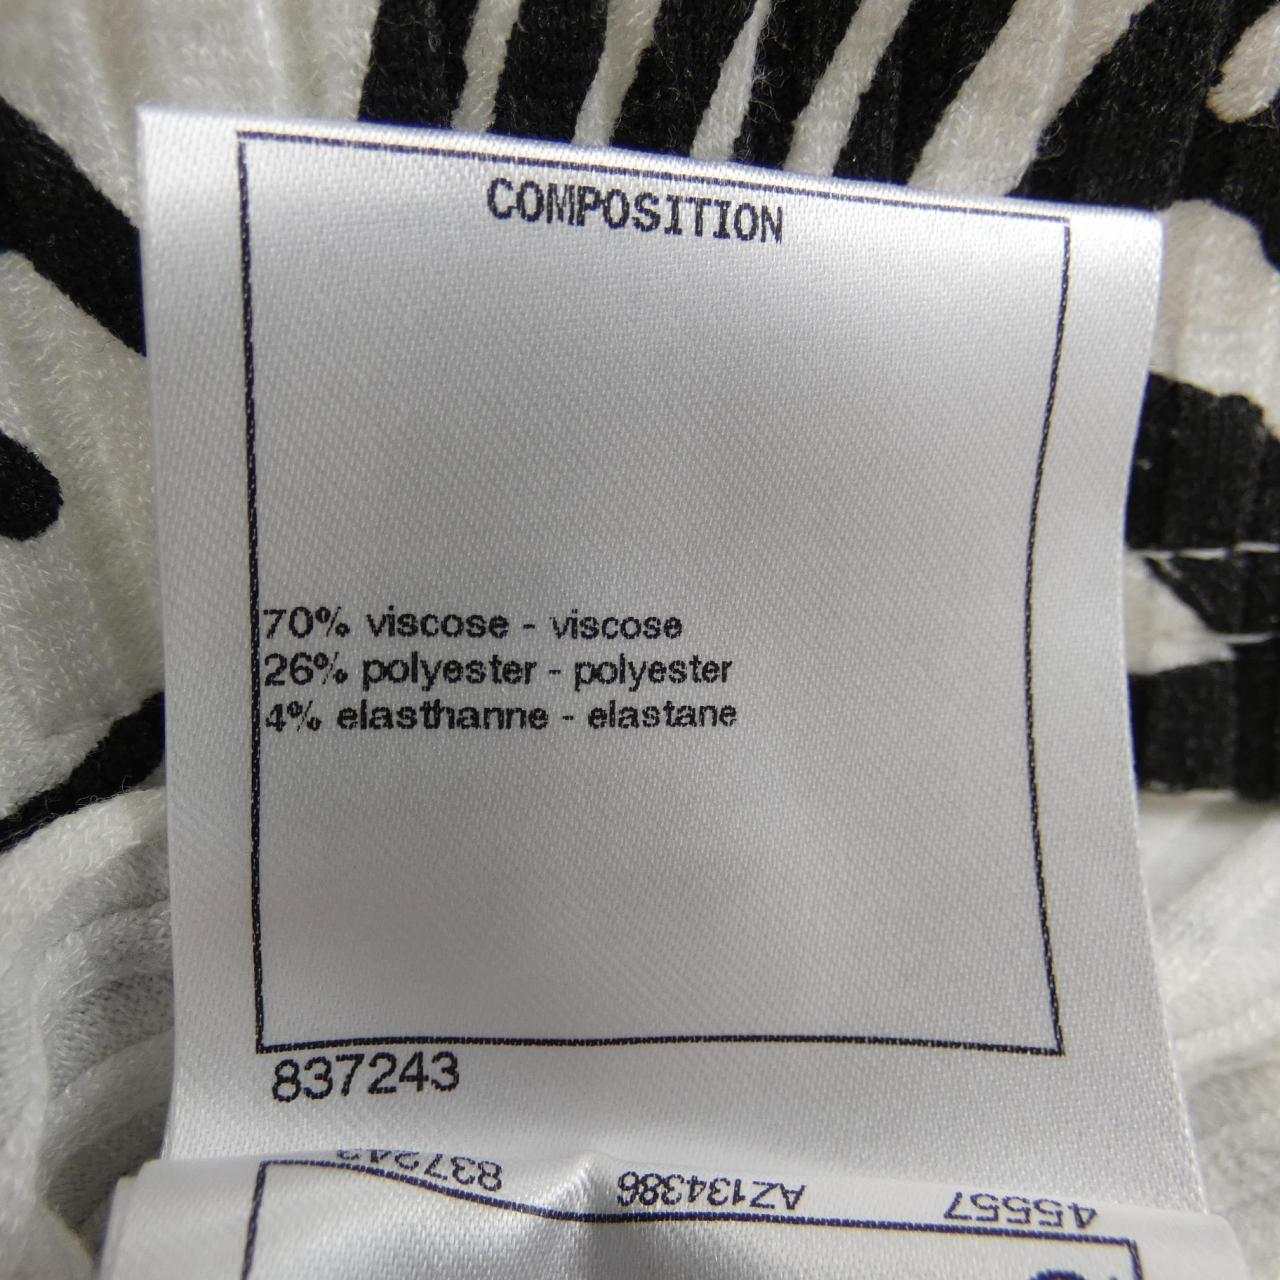 COMPOSITION
70% viscose - viscose
26% polyester - polyester
4% elasthanne - elastane
837243
837243 AZ134386 45557